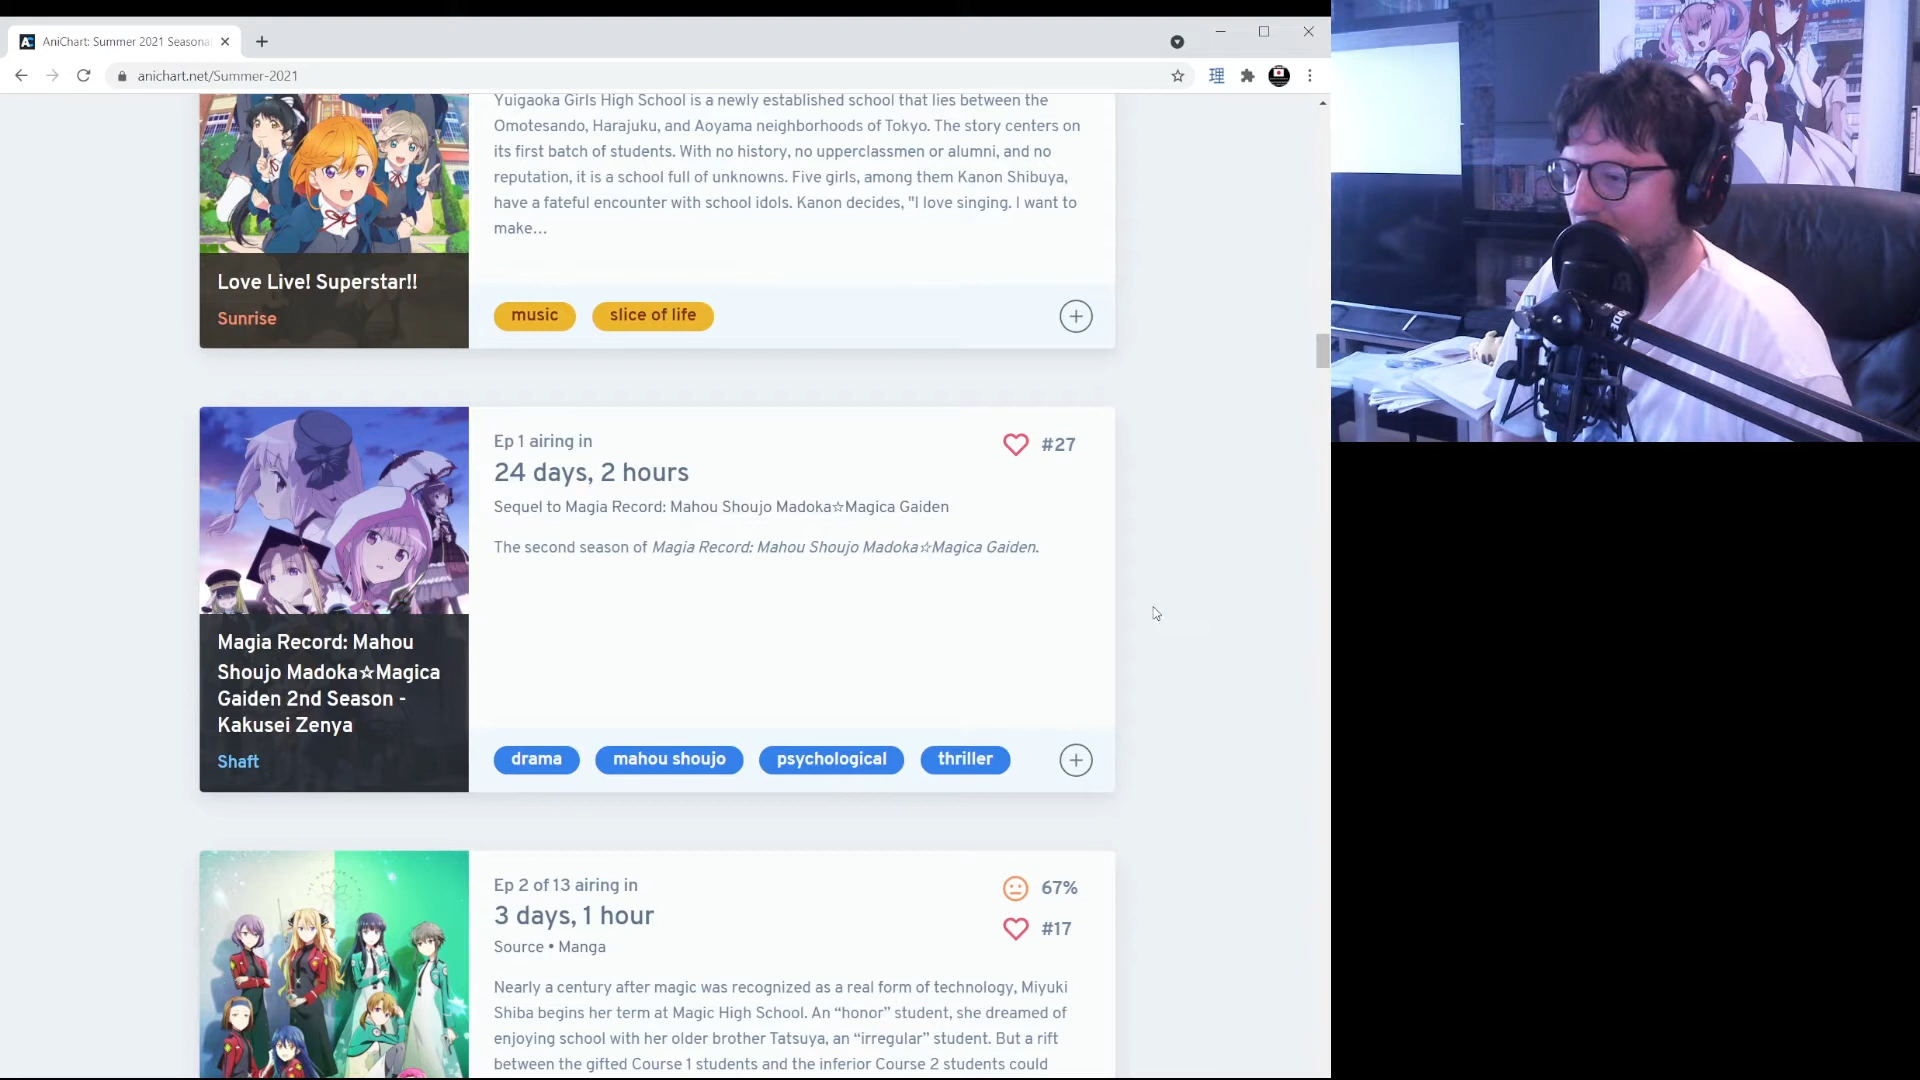 AniChart: Summer 2021 Seasona
anichart.net/Summer-2021
Yuigaoka Girls High School is a newly established school that lies between the
Omotesando, Harajuku, and Aoyama neighborhoods of Tokyo. The story centers on
its first batch of students. With no history, no upperclassmen or alumni, and no
reputation, it is a school full of unknowns. Five girls, among them Kanon Shibuya,
have a fateful encounter with school idols. Kanon decides, "I love singing. I want to
make…
Love Live! Superstar!!
Sunrise
music
slice of life
Ep 1 airing in
24 days, 2 hours
#27
Sequel to Magia Record: Mahou Shoujo Madoka☆Magica Gaiden
The second season of Magia Record: Mahou Shoujo Madoka☆Magica Gaiden.
Magia Record: Mahou
Shoujo Madoka☆Magica
Gaiden 2nd Season -
Kakusei Zenya
Shaft
drama
mahou shoujo
psychological
thriller
Ep 2 of 13 airing in
3 days, 1 hour
67%
#17
Source • Manga
Nearly a century after magic was recognized as a real form of technology, Miyuki
Shiba begins her term at Magic High School. An “honor” student, she dreamed of
enjoying school with her older brother Tatsuya, an “irregular” student. But a rift
between the gifted Course 1 students and the inferior Course 2 students could
理